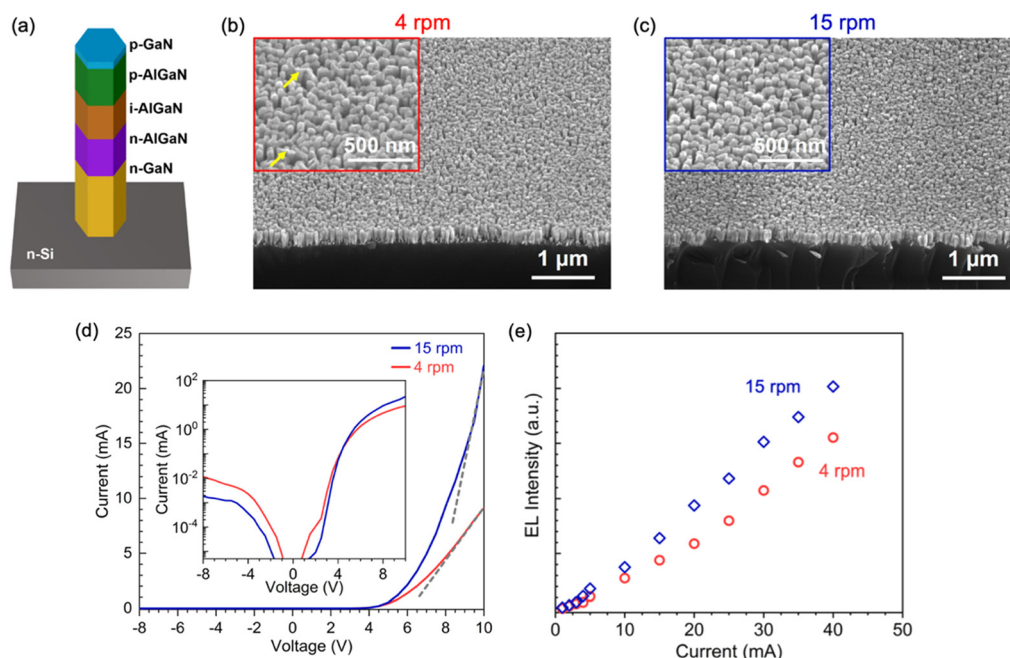 (a)
p-GaN
p-AlGaN
i-AlGaN
n-AlGaN
n-GaN
n-Si
(b)
4 rpm
500 nm
1 µm
(c)
15 rpm
600 nm
1 µm
(d)
25
20
15
10
5
0
Current (mA)
-8 -6 -4 -2 0 2 4 6 8 10
Voltage (V)
15 rpm
4 rpm
10²
10⁰
10⁻²
10⁻⁴
Current (mA)
-8 -4 0 4 8
Voltage (V)
(e)
EL Intensity (a.u.)
15 rpm
4 rpm
0 10 20 30 40 50
Current (mA)